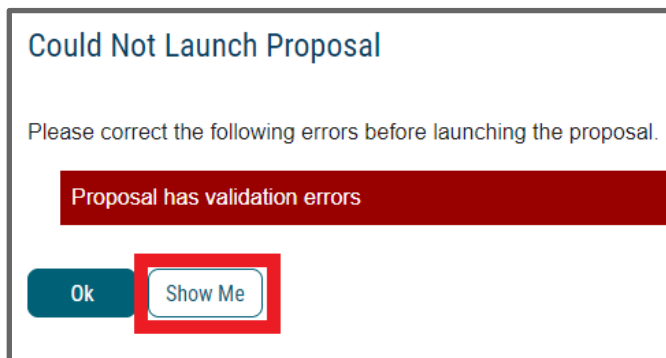 Could Not Launch Proposal
Please correct the following errors before launching the proposal.
Proposal has validation errors
Ok Show Me